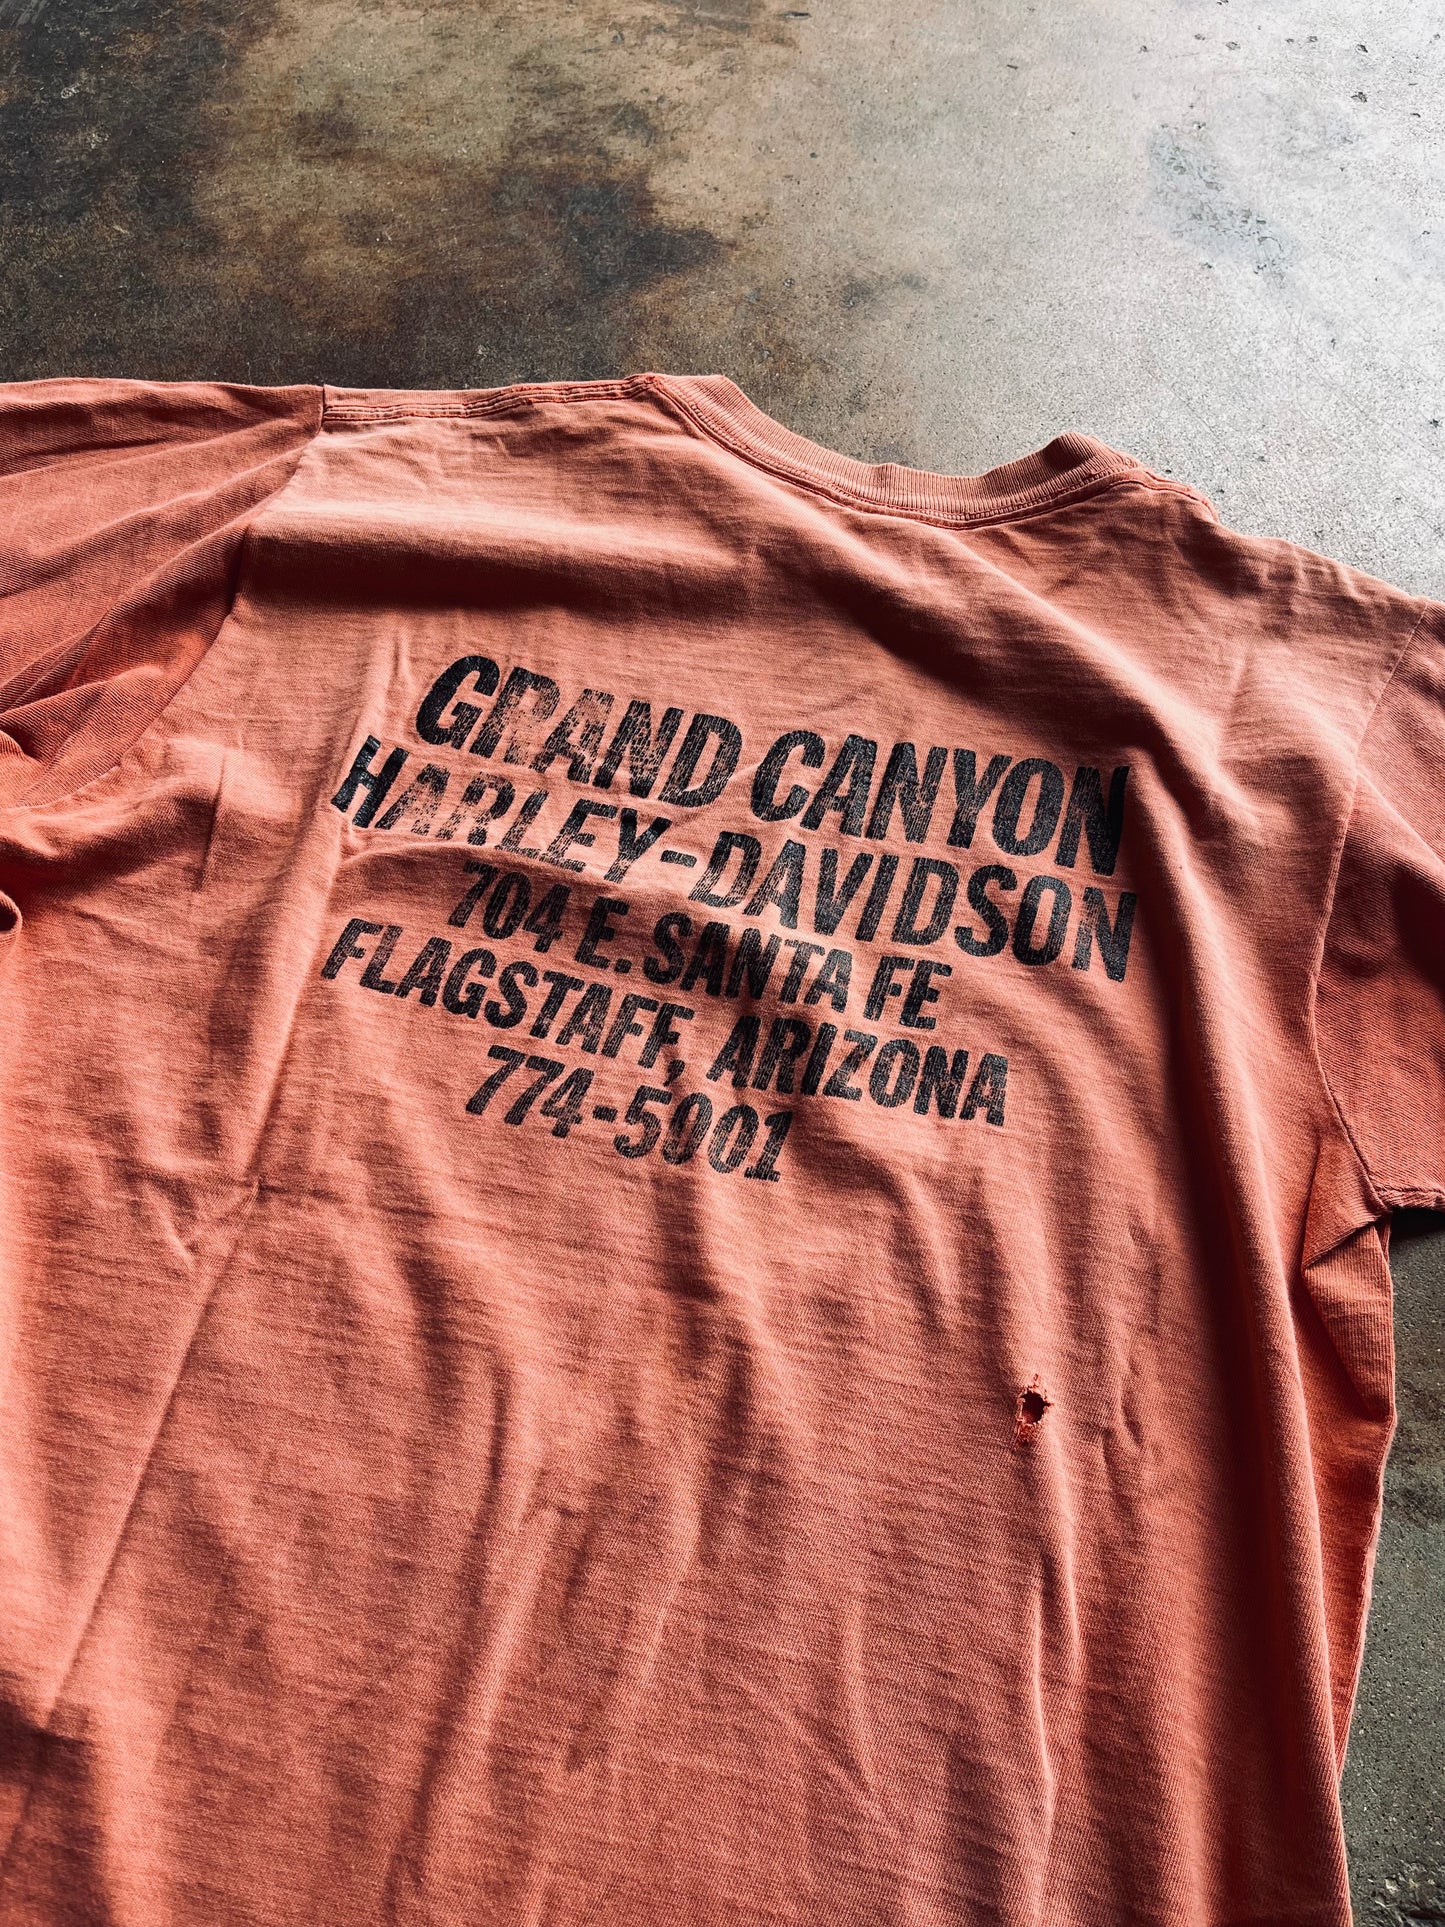 GRAND CANYON
HARLEY-DAVIDSON
704 E. SANTA FE
FLAGSTAFF, ARIZONA
774-5001